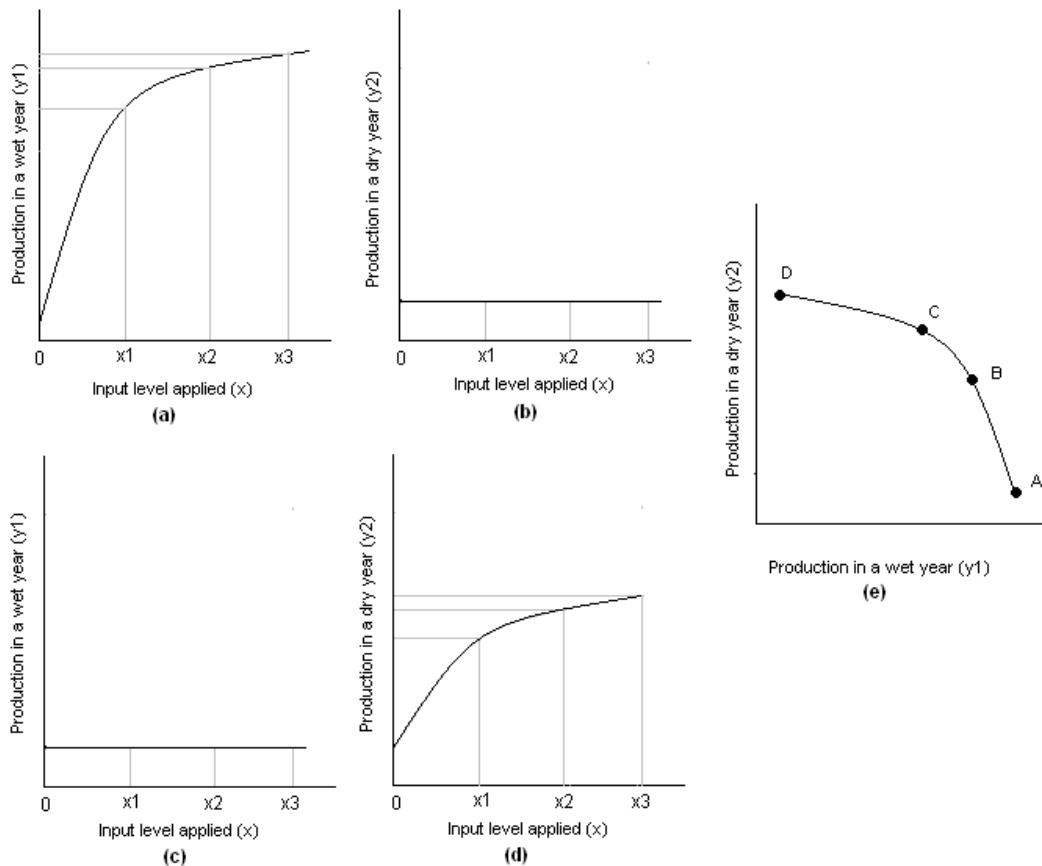 Production in a wet year (y1)
0
x1
x2
x3
Input level applied (x)
(a)
Production in a dry year (y2)
0
x1
x2
x3
Input level applied (x)
(b)
Production in a wet year (y1)
0
x1
x2
x3
Input level applied (x)
(c)
Production in a dry year (y2)
0
x1
x2
x3
Input level applied (x)
(d)
Production in a dry year (y2)
D
C
B
A
Production in a wet year (y1)
(e)